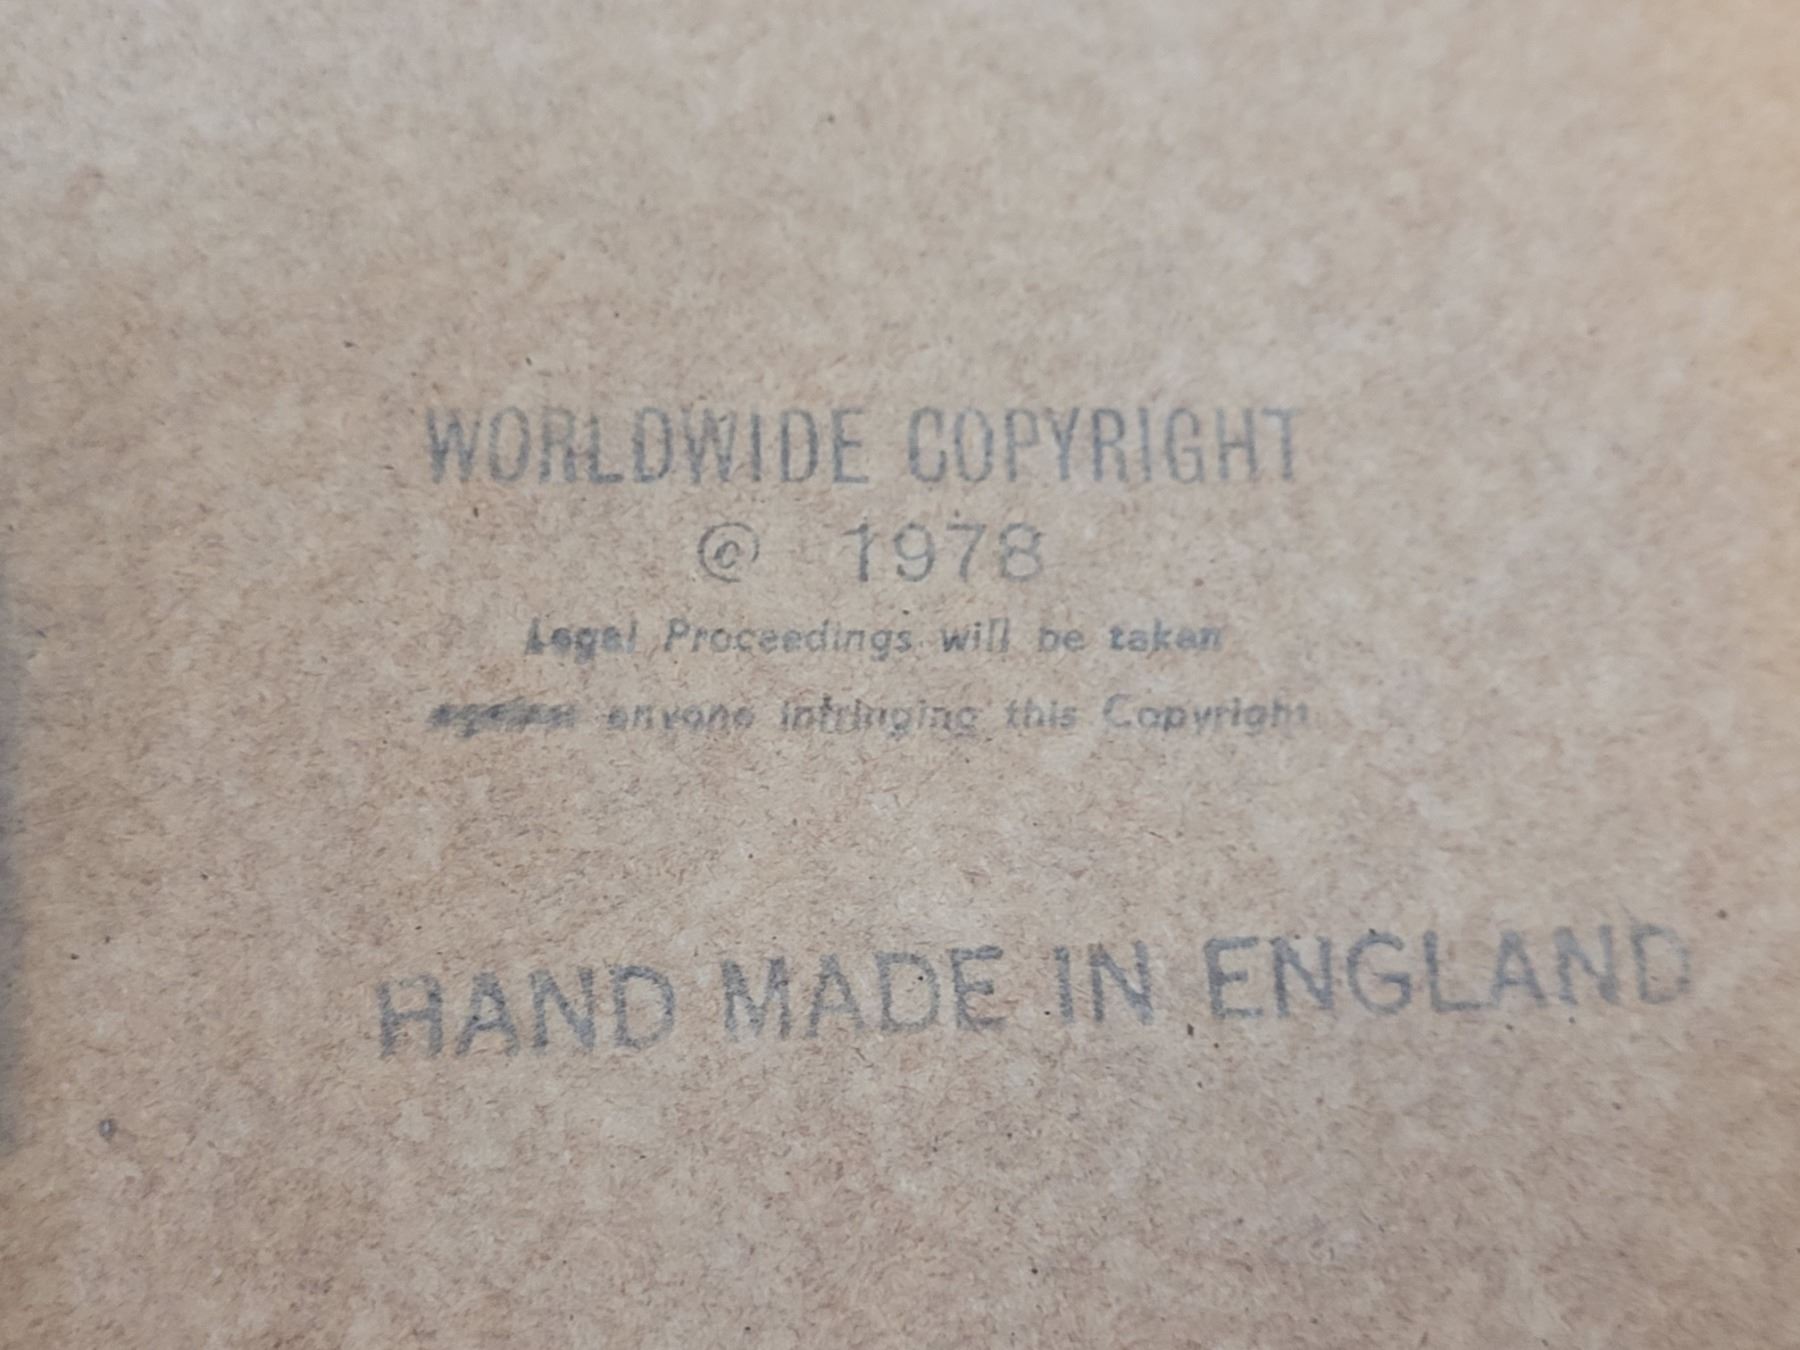 WORLDWIDE COPYRIGHT
© 1978
Legal Proceedings will be taken
against anyone infringing this Copyright
HAND MADE IN ENGLAND